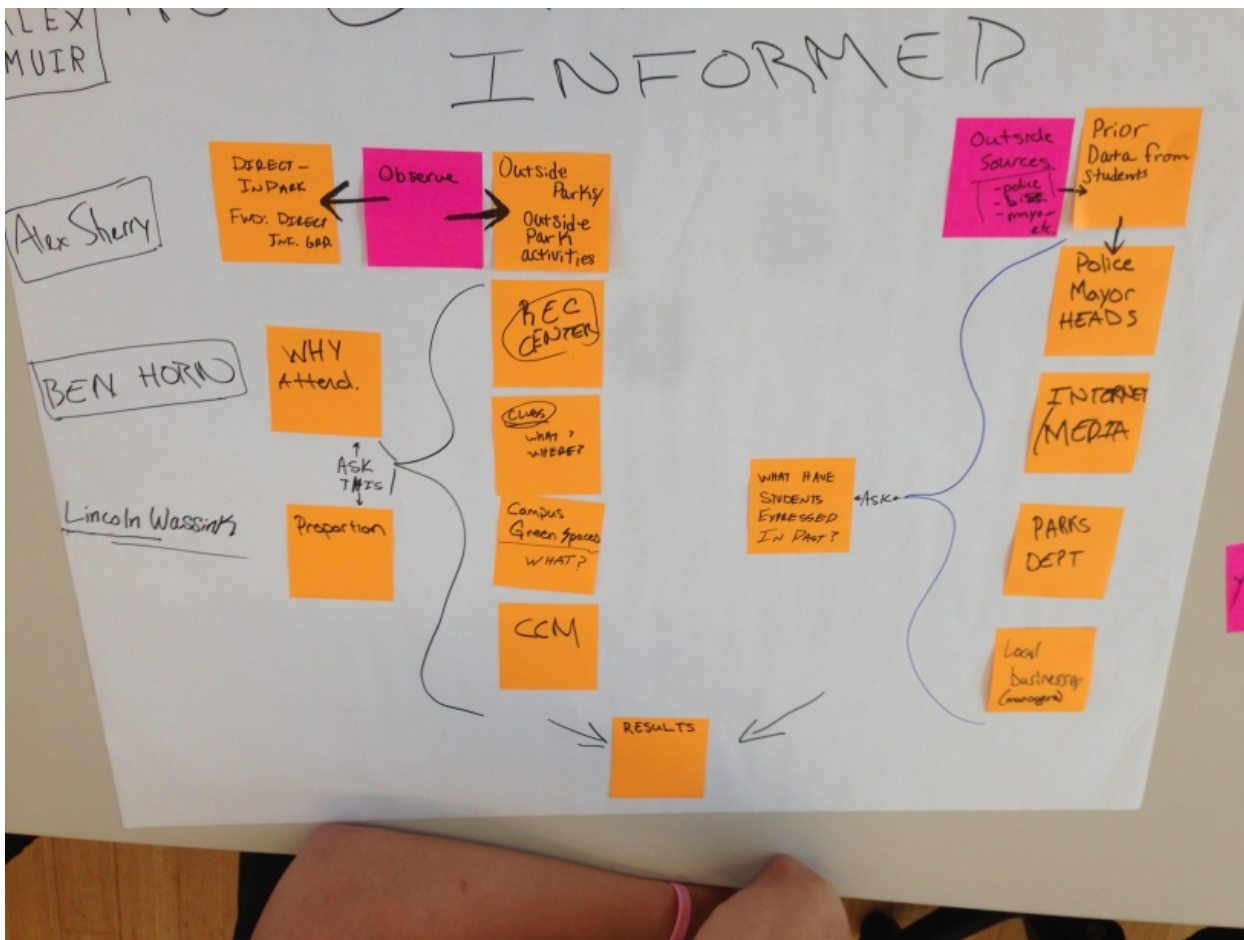 ALEX
MUIR
INFORMED
Alex Sherry
BEN HORN
Lincoln Wassink
DIRECT -
IN PARK
FWD: DIRECT
Observe
Outside
Parks/
Outside
Park
activities
WHY
Attend.
↑
ASK
THIS
↓
Proportion
REC
CENTER
CLUBS
WHAT?
WHERE?
Campus
Green Spaces
WHAT?
CCM
RESULTS
Outside
Sources.
- police
- mayor
etc.
Prior
Data from
students
Police
Mayor
HEADS
INTERNET
/MEDIA
PARKS
DEPT
Local
businesses
(managers)
WHAT HAVE
STUDENTS
EXPRESSED
IN PAST?
ASK